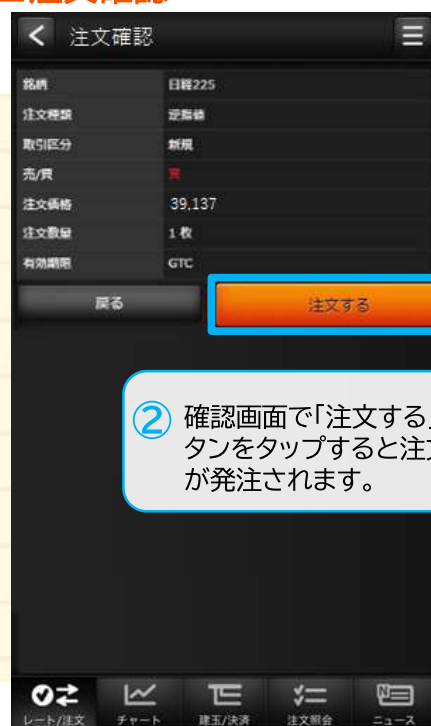 注文確認
銘柄 日経225
注文種類 逆指値
取引区分 新規
売/買 買
注文価格 39,137
注文数量 1 枚
有効期限 GTC
戻る 注文する
② 確認画面で「注文する」
タンをタップすると注文
が発注されます。
レート/注文 チャート 建玉/決済 注文照会 ニュース